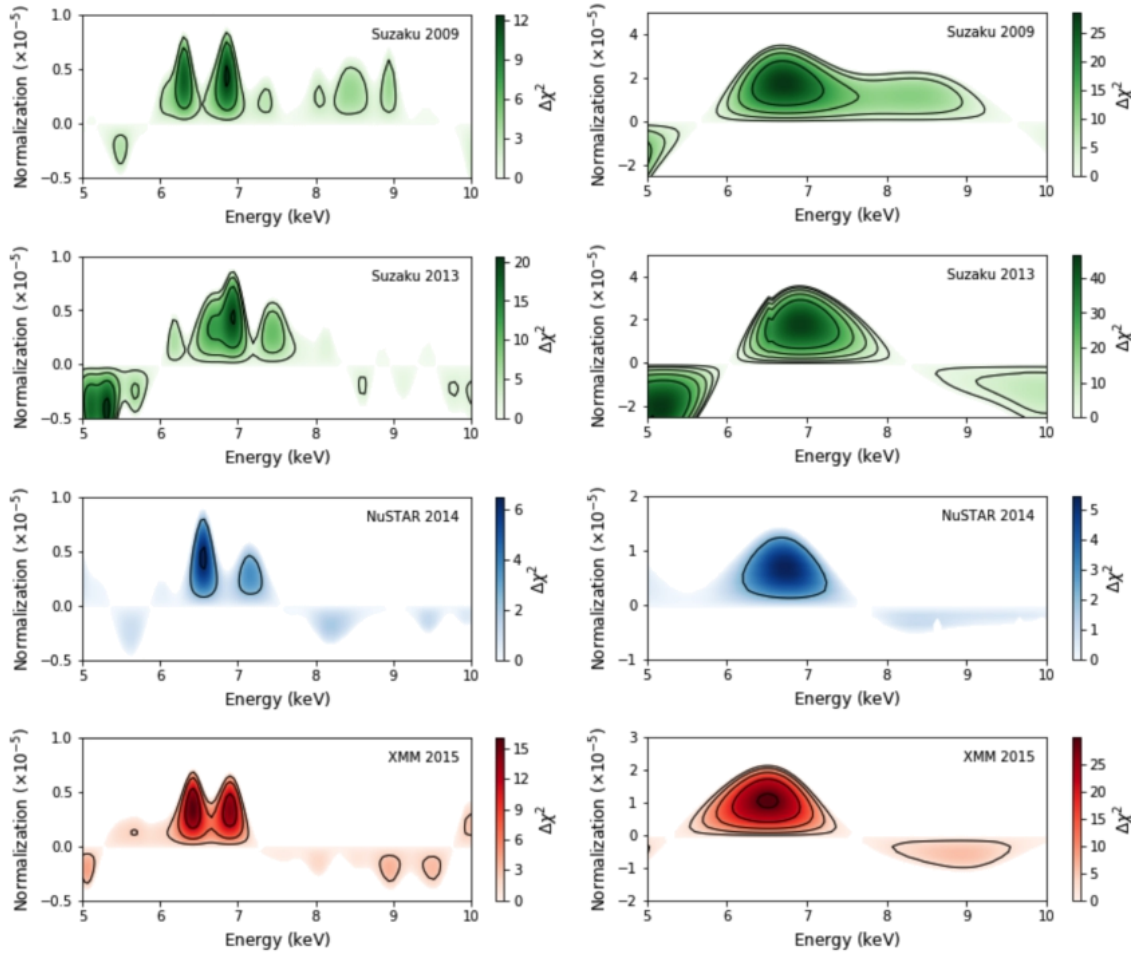 Suzaku 2009
Normalization (×10⁻⁵)
1.0
0.5
0.0
−0.5
5 6 7 8 9 10
Energy (keV)
12
9
6
3
0
Δχ²
Suzaku 2009
Normalization (×10⁻⁵)
4
2
0
−2
5 6 7 8 9 10
Energy (keV)
25
20
15
10
5
0
Δχ²
Suzaku 2013
Normalization (×10⁻⁵)
1.0
0.5
0.0
−0.5
5 6 7 8 9 10
Energy (keV)
20
15
10
5
0
Δχ²
Suzaku 2013
Normalization (×10⁻⁵)
4
2
0
−2
5 6 7 8 9 10
Energy (keV)
40
30
20
10
0
Δχ²
NuSTAR 2014
Normalization (×10⁻⁵)
1.0
0.5
0.0
−0.5
5 6 7 8 9 10
Energy (keV)
6
4
2
0
Δχ²
NuSTAR 2014
Normalization (×10⁻⁵)
2
1
0
−1
5 6 7 8 9 10
Energy (keV)
5
4
3
2
1
0
Δχ²
XMM 2015
Normalization (×10⁻⁵)
1.0
0.5
0.0
−0.5
5 6 7 8 9 10
Energy (keV)
15
12
9
6
3
0
Δχ²
XMM 2015
Normalization (×10⁻⁵)
3
2
1
0
−1
−2
5 6 7 8 9 10
Energy (keV)
25
20
15
10
5
0
Δχ²